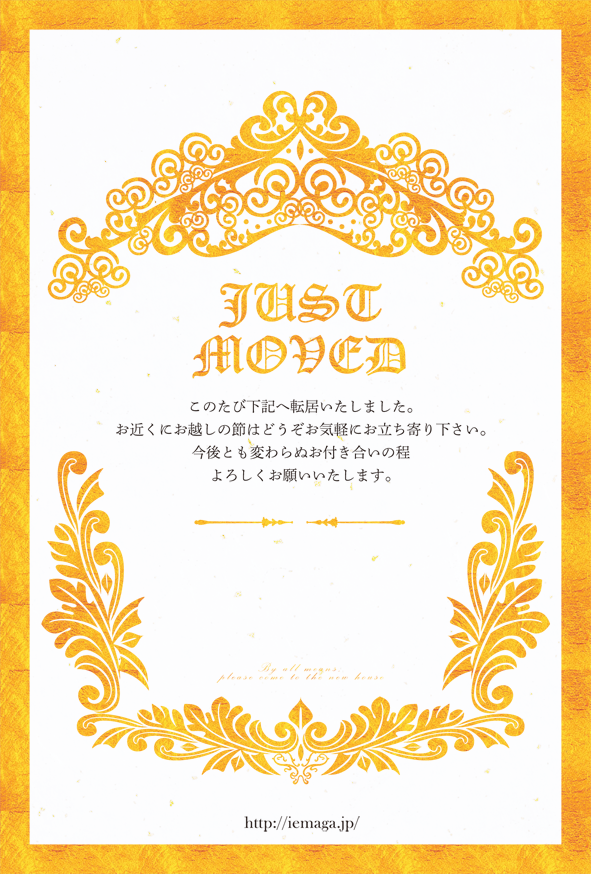 JUST
MOVED
このたび下記へ転居いたしました。
お近くにお越しの節はどうぞお気軽にお立ち寄り下さい。
今後とも変わらぬお付き合いの程
よろしくお願いいたします。
By all means,
please come to the new house
http://iemaga.jp/